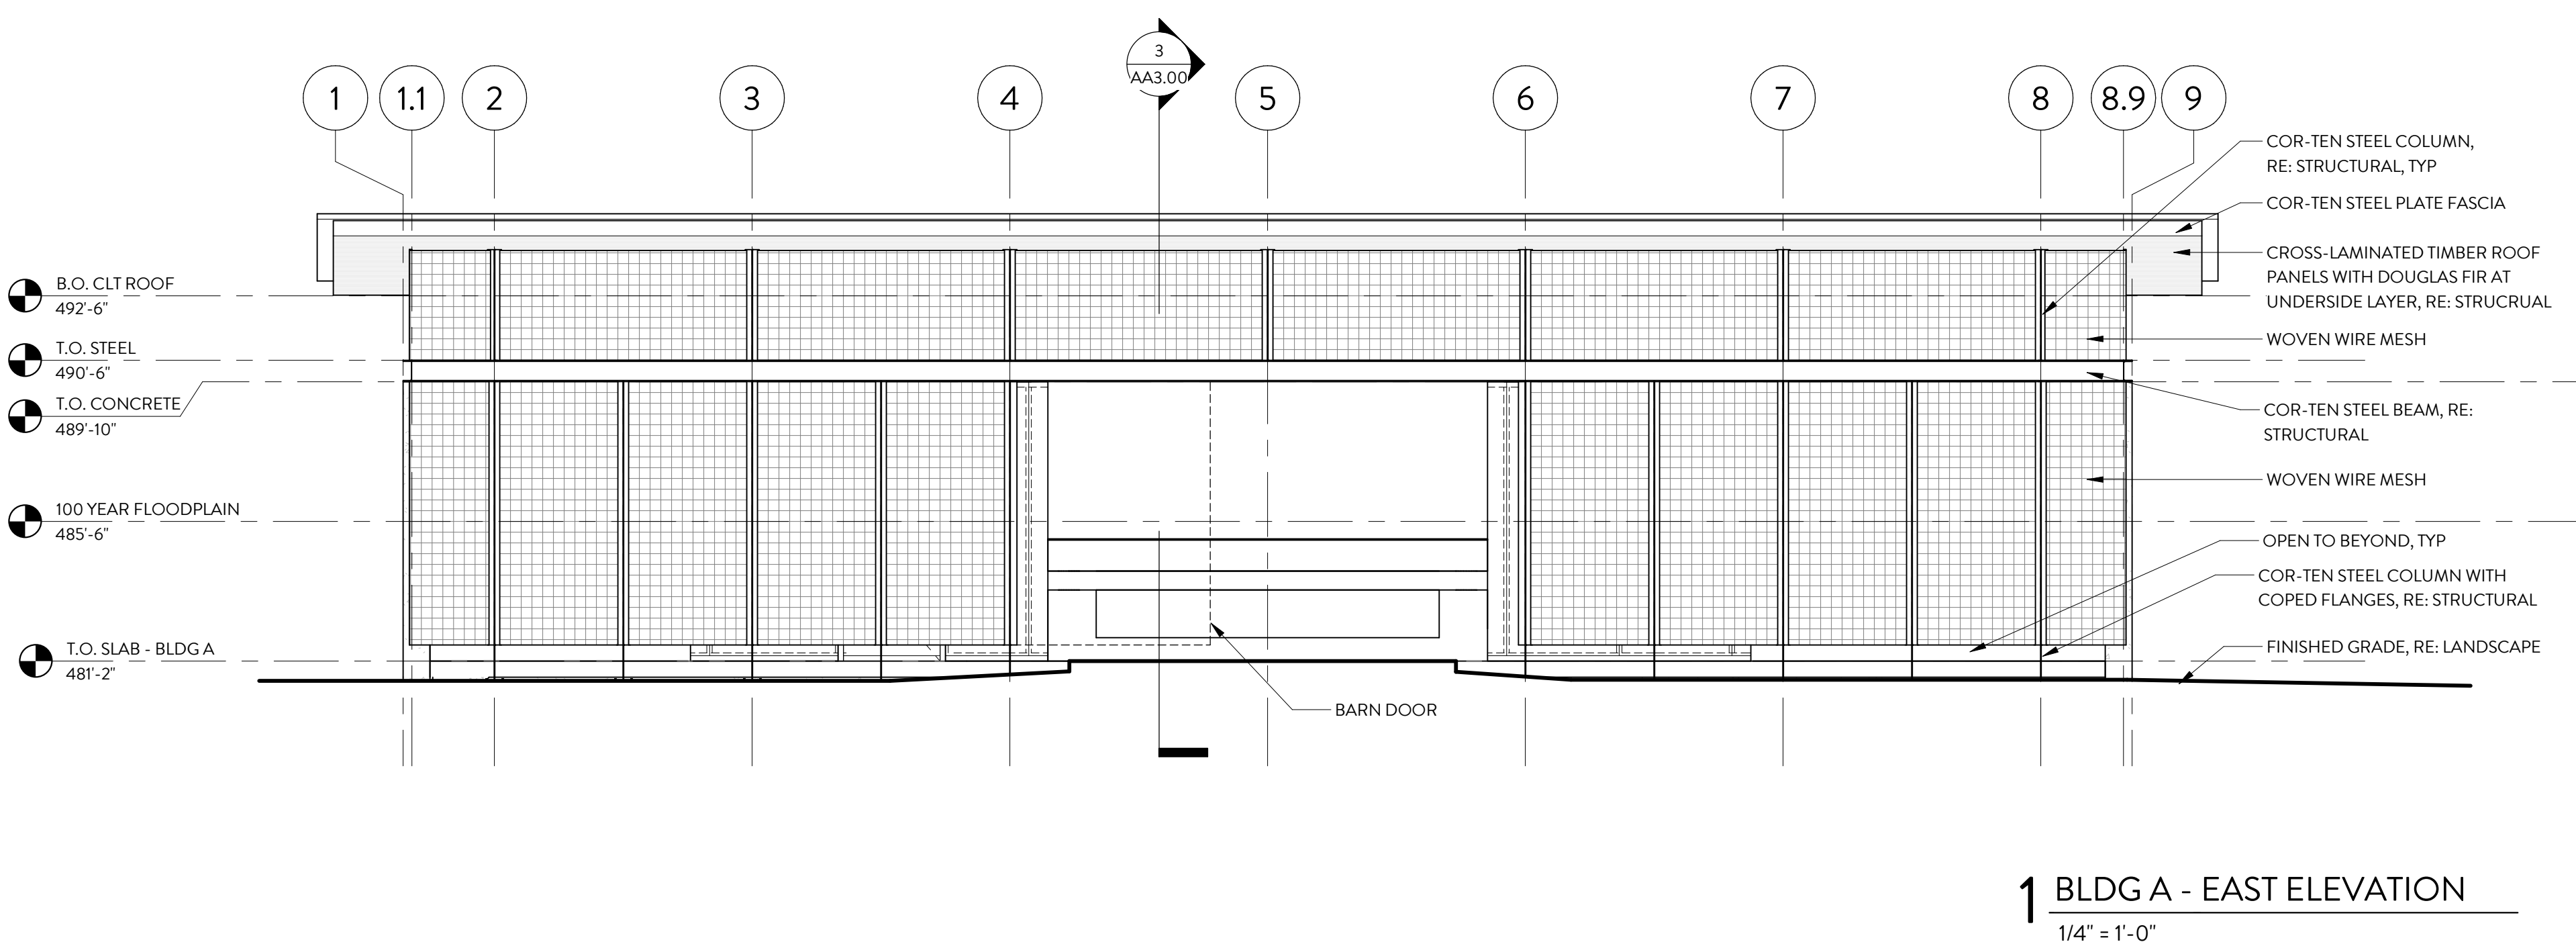 3
AA3.00
1
1.1
2
3
4
5
6
7
8
8.9
9
COR-TEN STEEL COLUMN,
RE: STRUCTURAL, TYP
COR-TEN STEEL PLATE FASCIA
CROSS-LAMINATED TIMBER ROOF
PANELS WITH DOUGLAS FIR AT
UNDERSIDE LAYER, RE: STRUCRUAL
WOVEN WIRE MESH
COR-TEN STEEL BEAM, RE:
STRUCTURAL
WOVEN WIRE MESH
OPEN TO BEYOND, TYP
COR-TEN STEEL COLUMN WITH
COPED FLANGES, RE: STRUCTURAL
FINISHED GRADE, RE: LANDSCAPE
B.O. CLT ROOF
492'-6"
T.O. STEEL
490'-6"
T.O. CONCRETE
489'-10"
100 YEAR FLOODPLAIN
485'-6"
T.O. SLAB - BLDG A
481'-2"
BARN DOOR
1 BLDG A - EAST ELEVATION
1/4" = 1'-0"